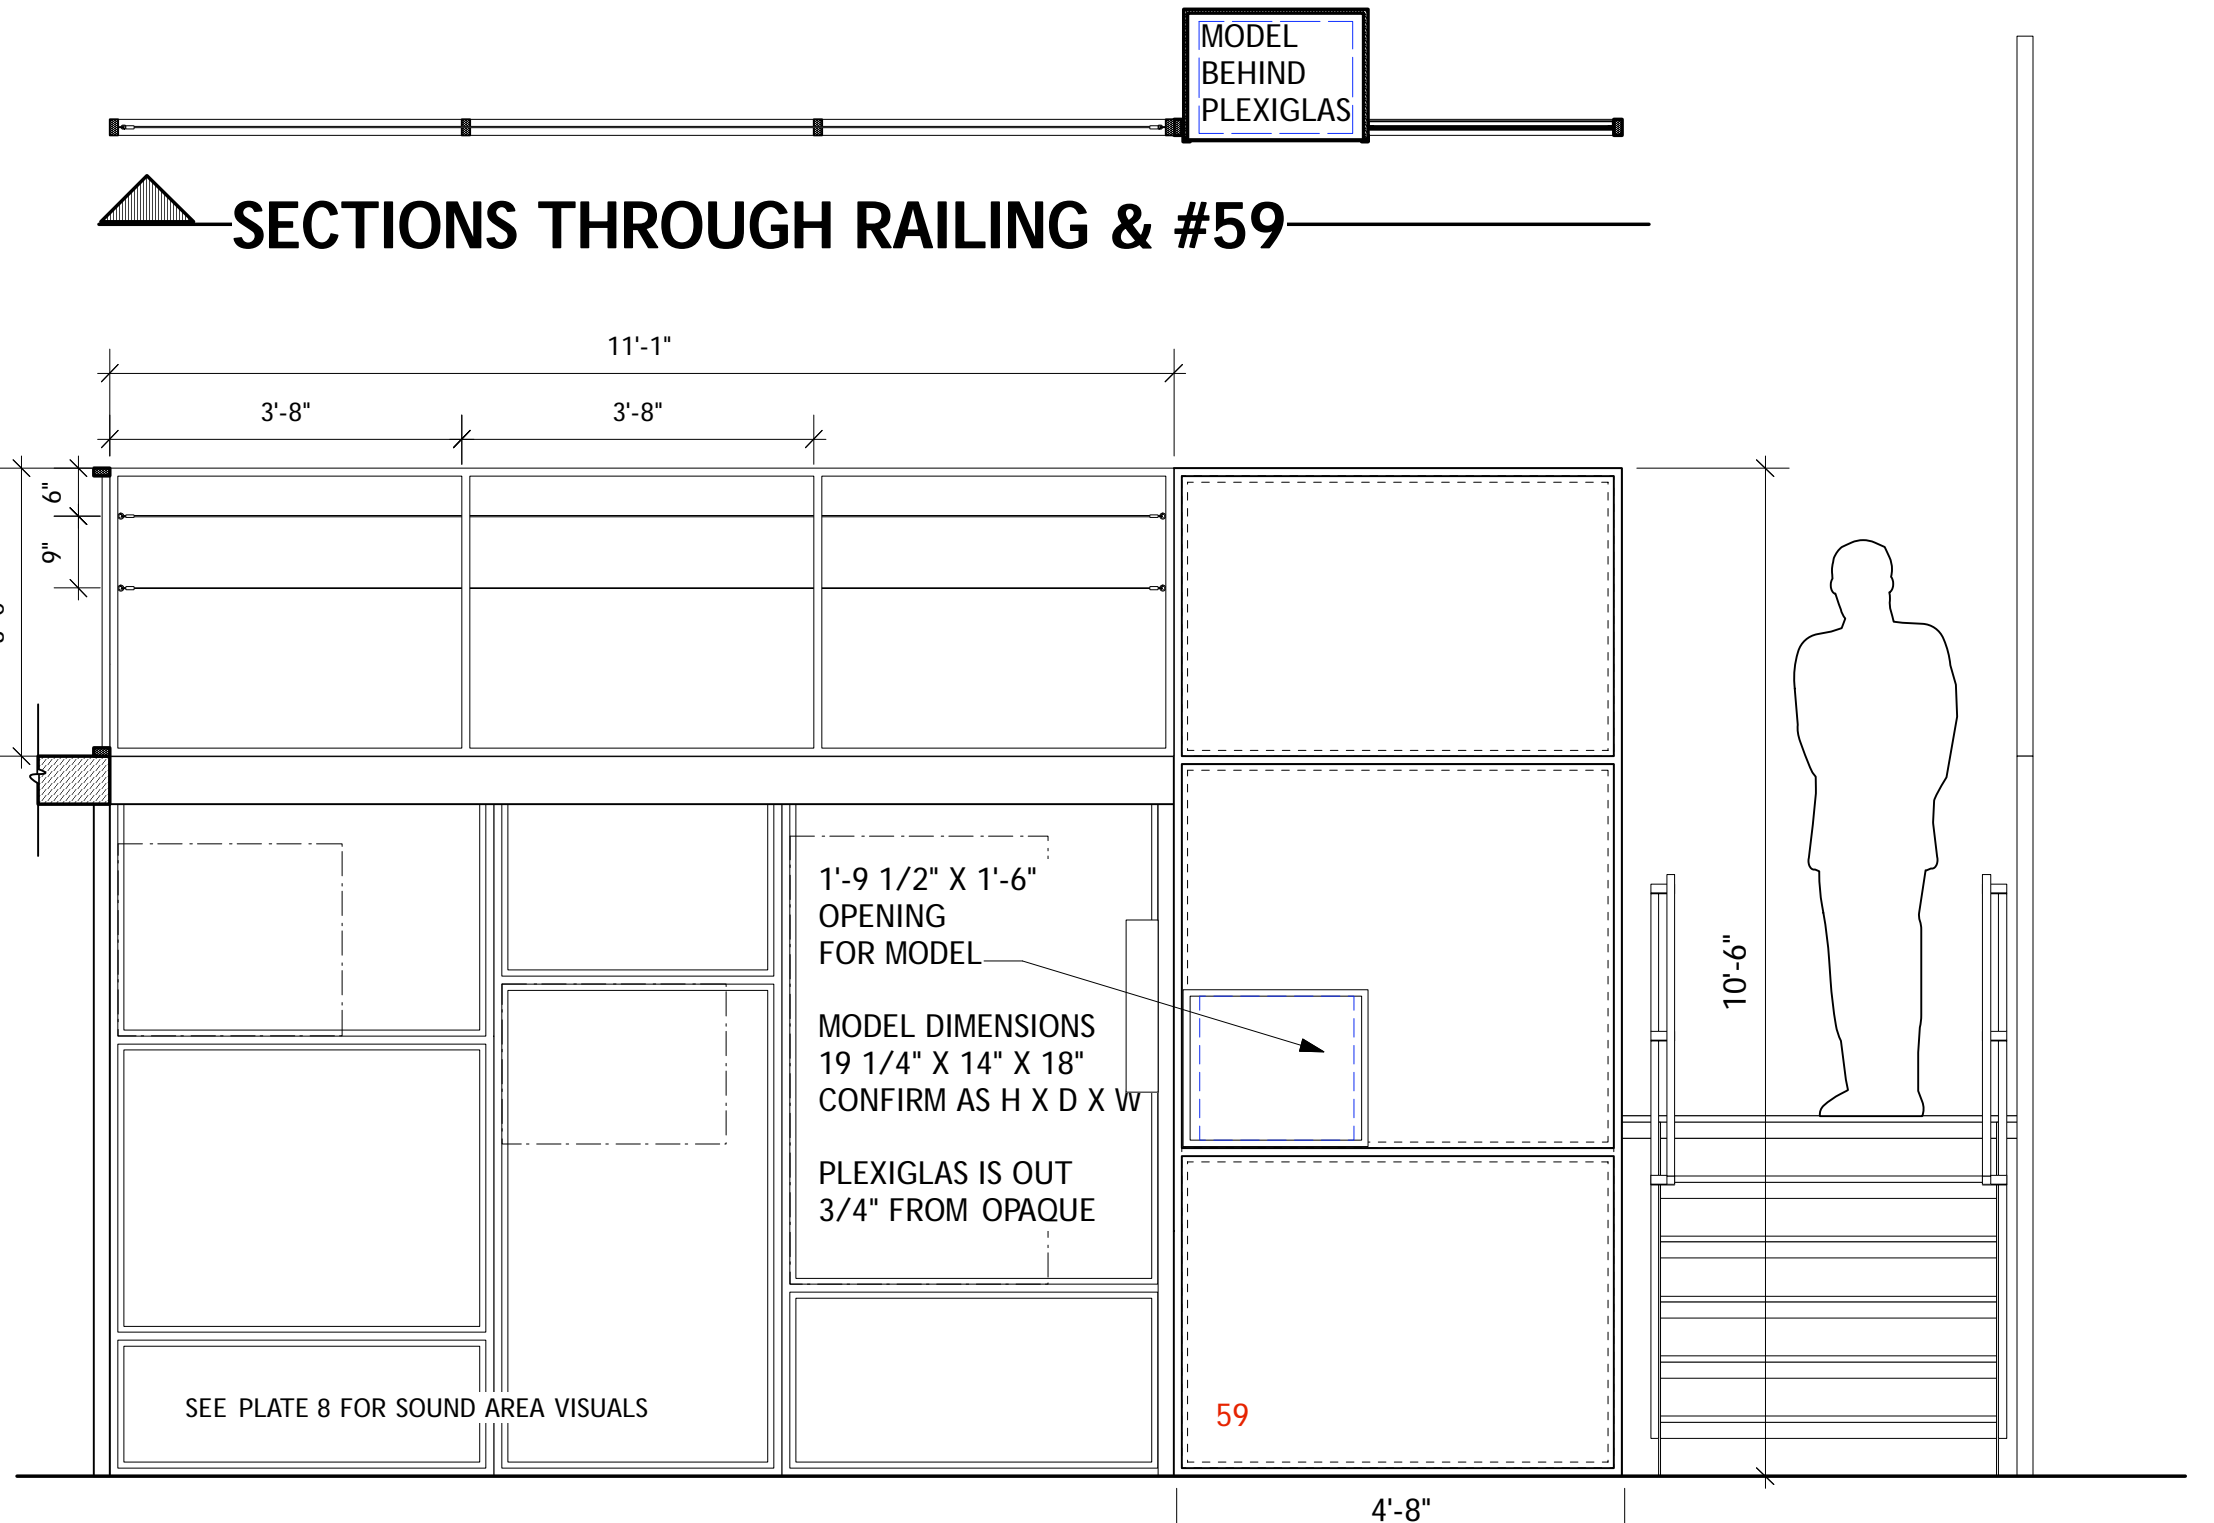 MODEL
BEHIND
PLEXIGLAS
SECTIONS THROUGH RAILING & #59
11'-1"
3'-8"
3'-8"
6"
9"
1'-9 1/2" X 1'-6"
OPENING
FOR MODEL
MODEL DIMENSIONS
19 1/4" X 14" X 18"
CONFIRM AS H X D X W
PLEXIGLAS IS OUT
3/4" FROM OPAQUE
10'-6"
SEE PLATE 8 FOR SOUND AREA VISUALS
59
4'-8"